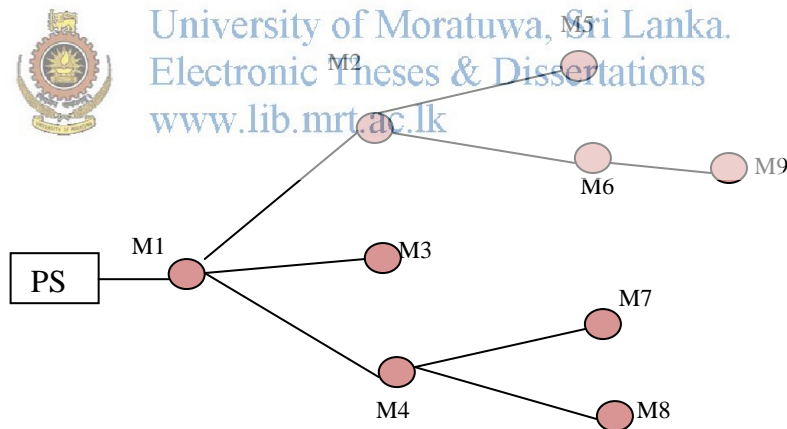 University of Moratuwa, Sri Lanka.
Electronic Theses & Dissertations
www.lib.mrt.ac.lk
M5
M2
M6
M9
M1
M3
PS
M7
M4
M8